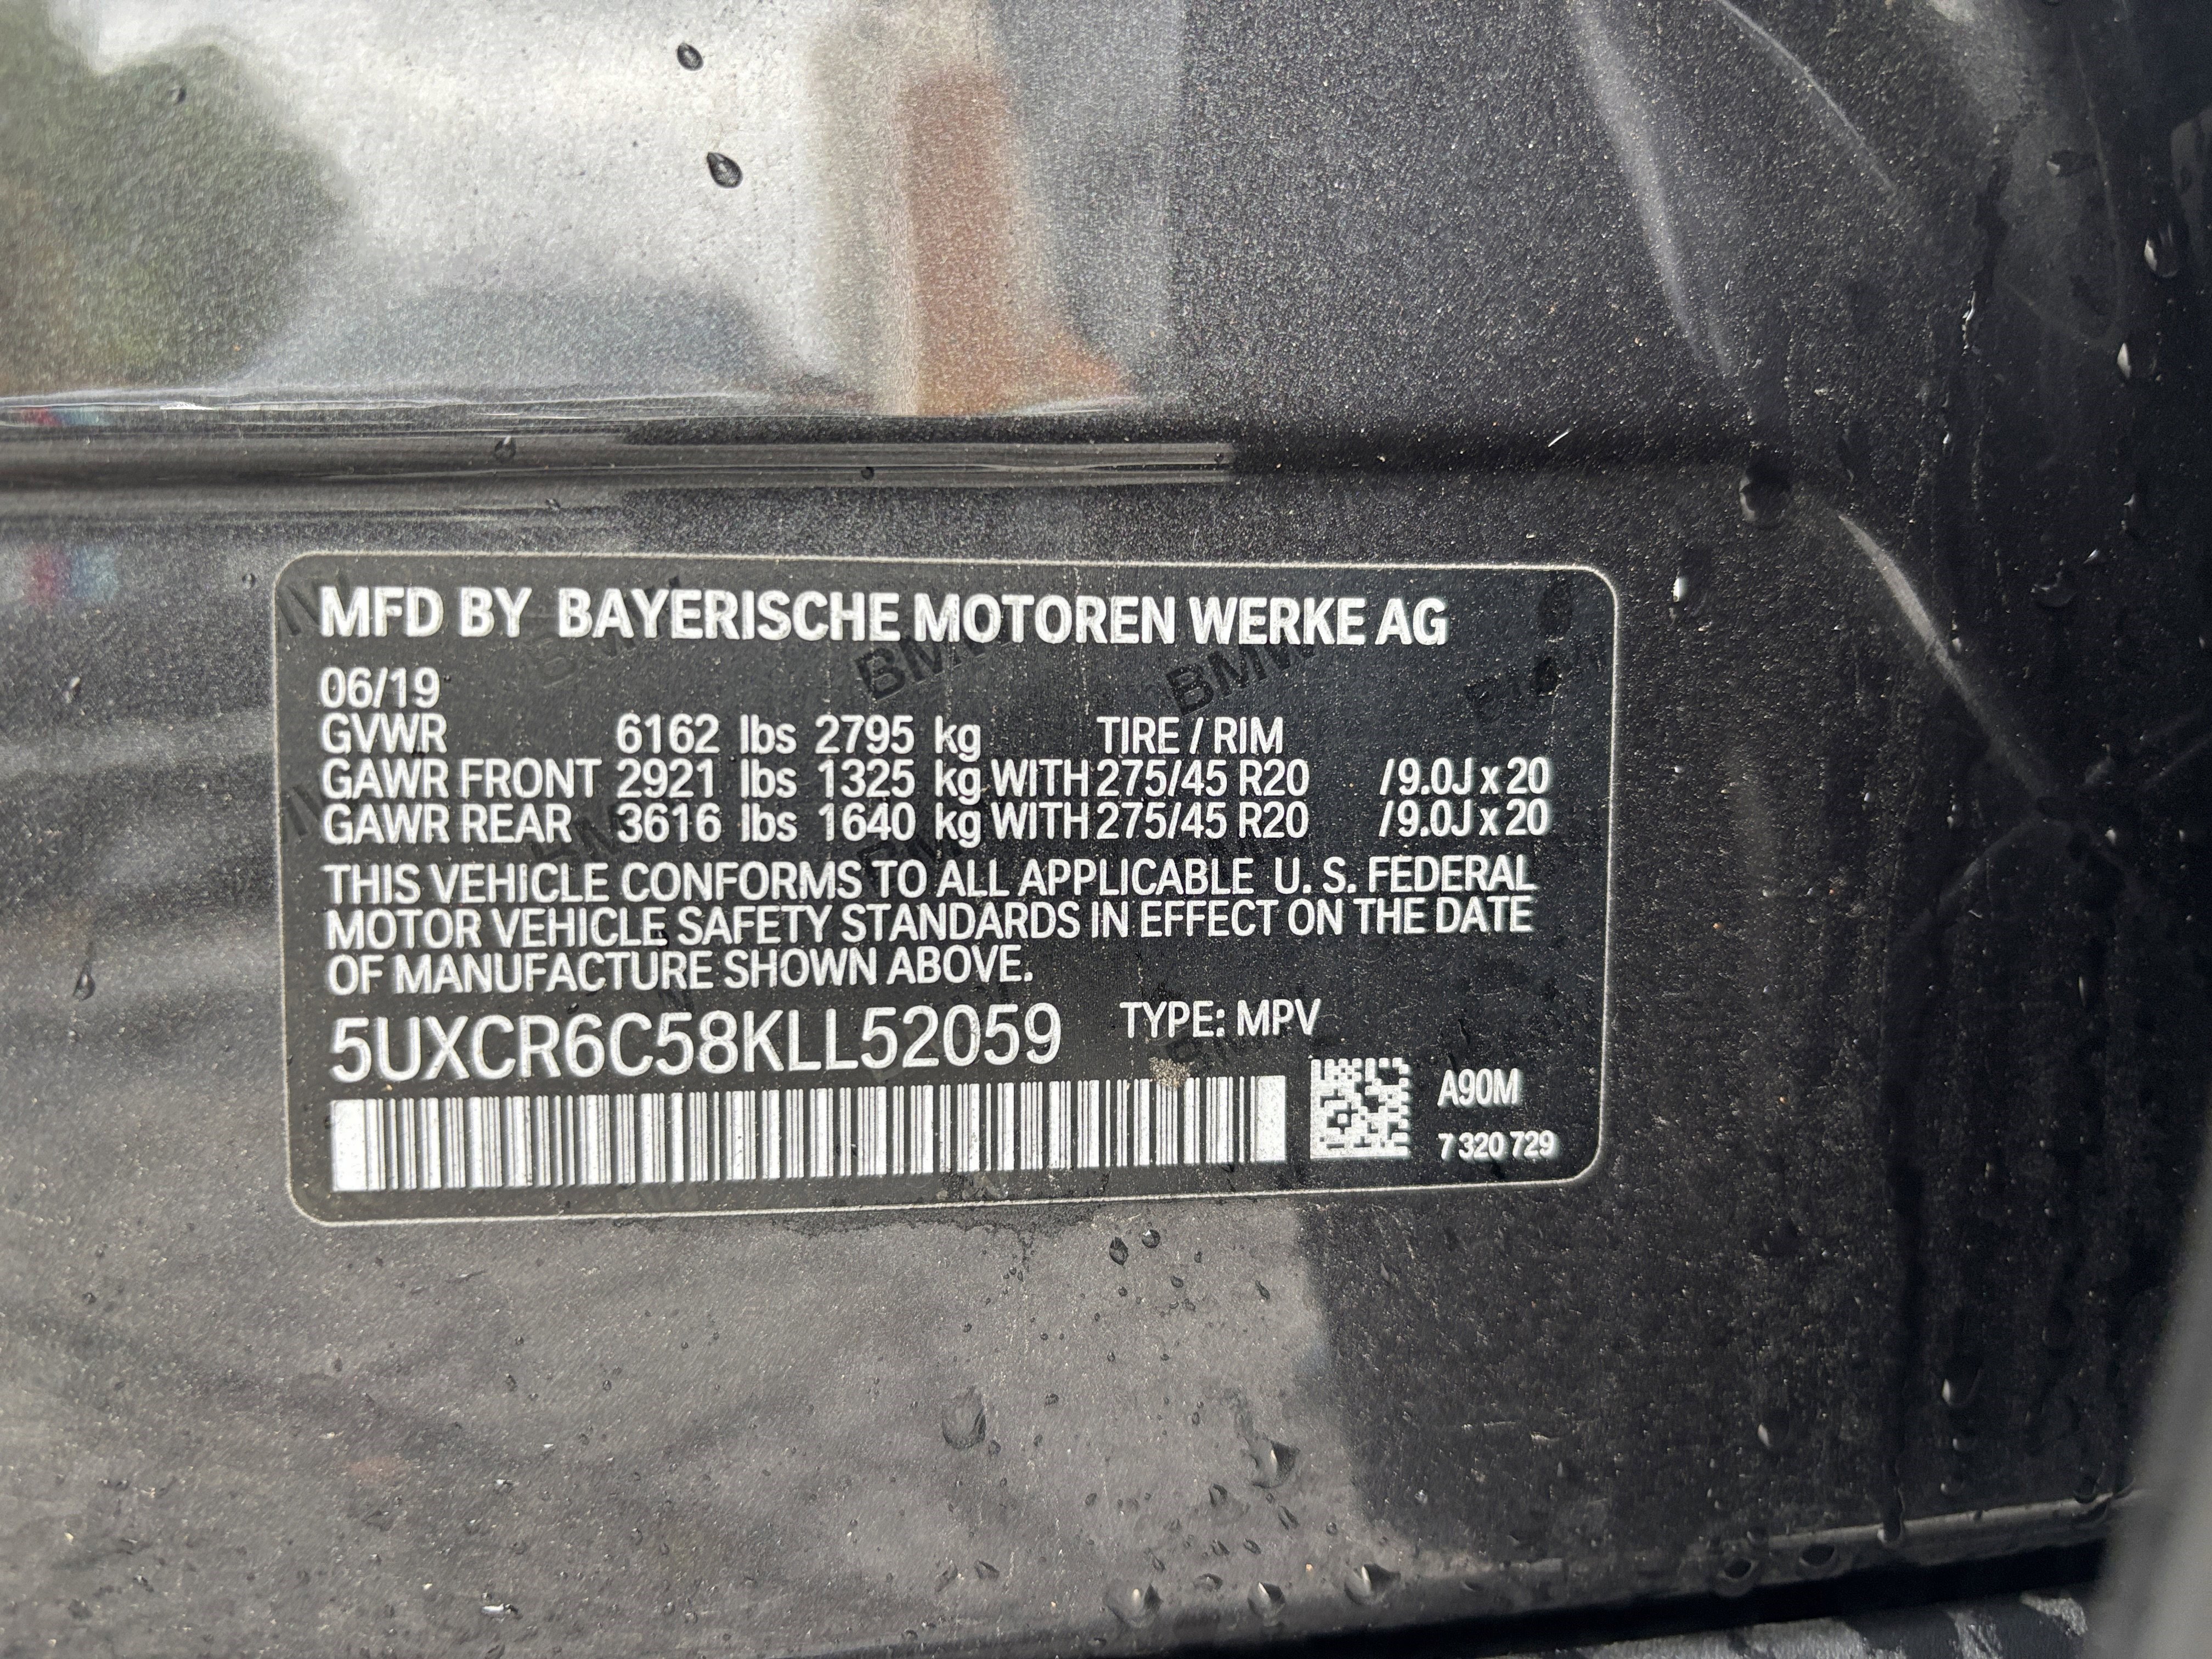 MFD BY BAYERISCHE MOTOREN WERKE AG
06/19
GVWR 6162 lbs 2795 kg TIRE / RIM
GAWR FRONT 2921 lbs 1325 kg WITH 275/45 R20 /9.0J x 20
GAWR REAR 3616 lbs 1640 kg WITH 275/45 R20 /9.0J x 20
THIS VEHICLE CONFORMS TO ALL APPLICABLE U. S. FEDERAL
MOTOR VEHICLE SAFETY STANDARDS IN EFFECT ON THE DATE
OF MANUFACTURE SHOWN ABOVE.
5UXCR6C58KLL52059 TYPE: MPV
A90M
7 320 729
BMW
BMW
BMW